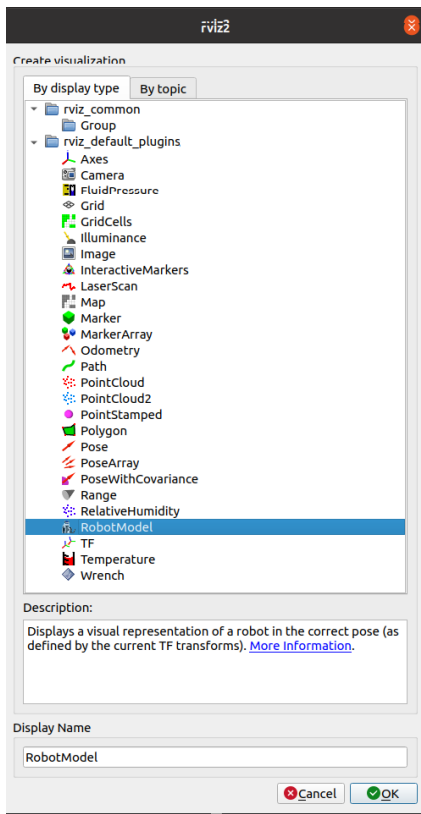 rviz2
Create visualization
By display type
By topic
rviz_common
Group
rviz_default_plugins
Axes
Camera
FluidPressure
Grid
GridCells
Illuminance
Image
InteractiveMarkers
LaserScan
Map
Marker
MarkerArray
Odometry
Path
PointCloud
PointCloud2
PointStamped
Polygon
Pose
PoseArray
PoseWithCovariance
Range
RelativeHumidity
RobotModel
TF
Temperature
Wrench
Description:
Displays a visual representation of a robot in the correct pose (as
defined by the current TF transforms). More Information.
Display Name
RobotModel
Cancel
OK